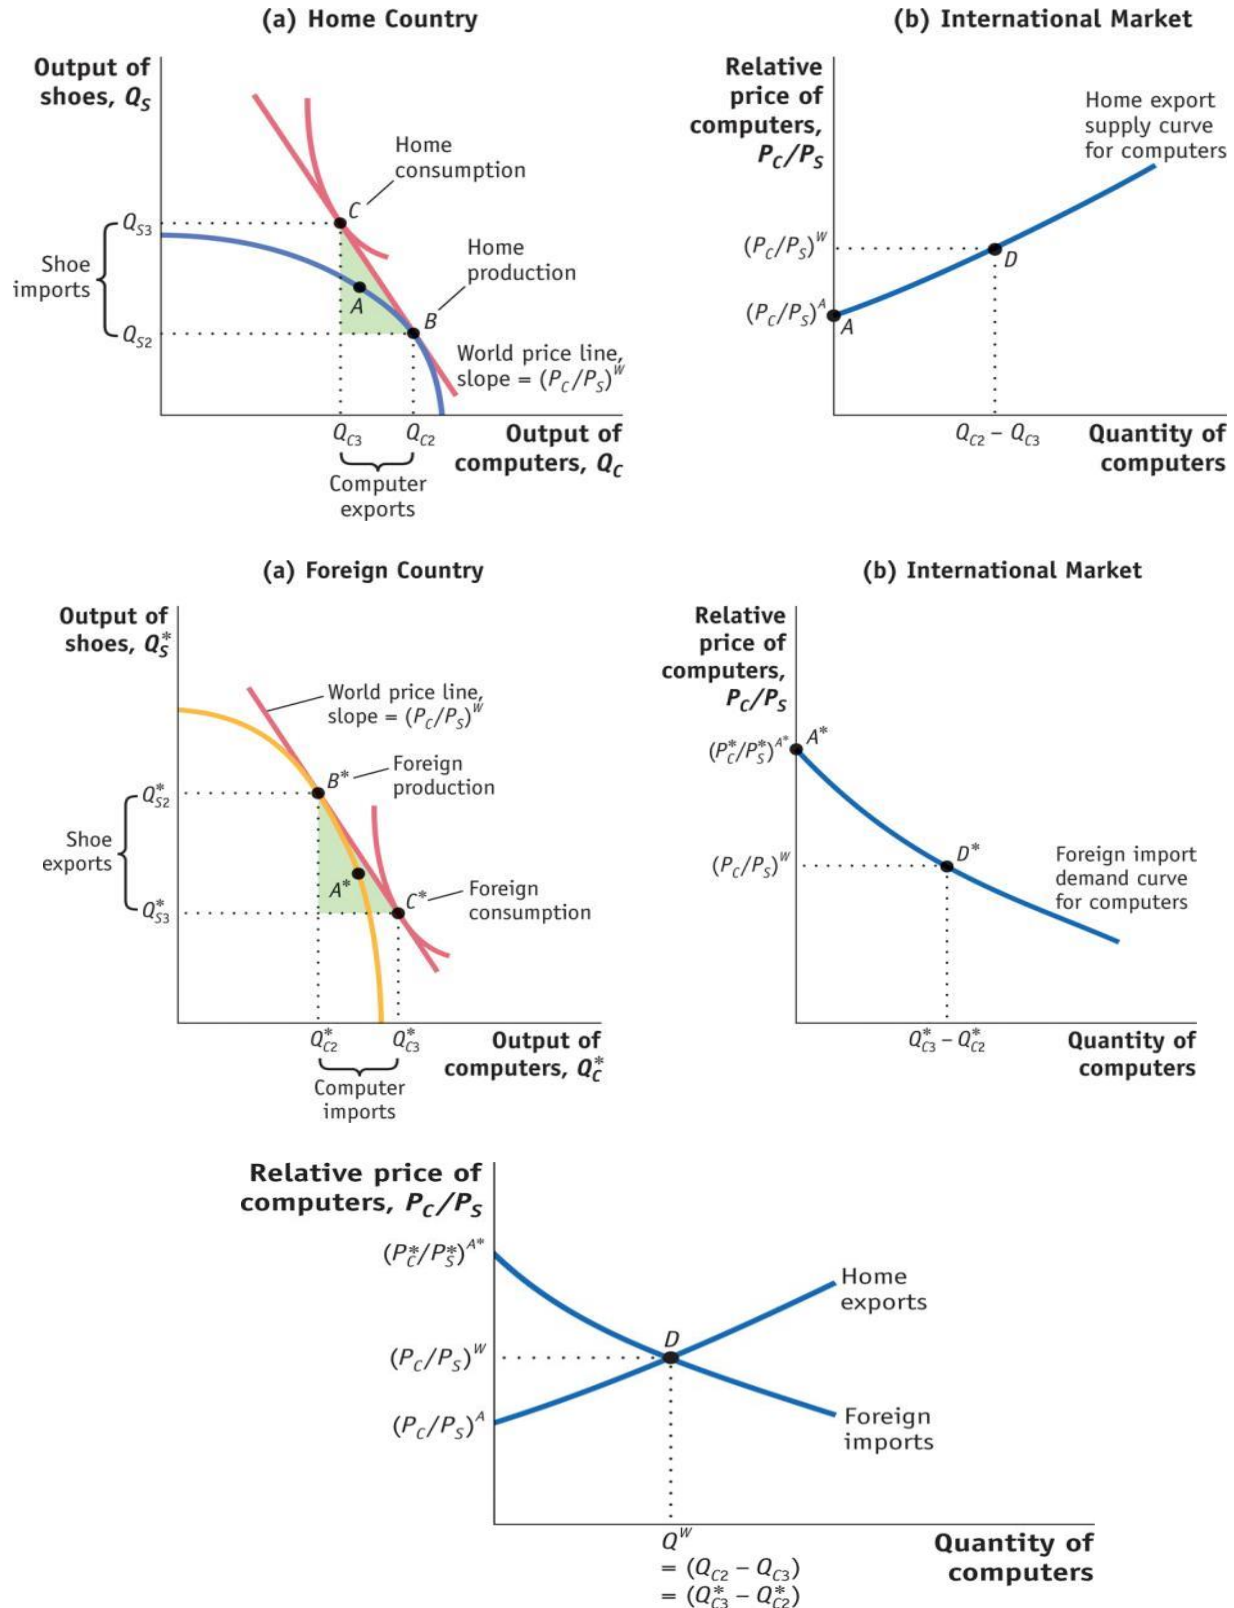 (a) Home Country
Output of
shoes, Q_S
Home
consumption
C
Q_S3
Shoe
imports
Home
production
A
B
Q_S2
World price line,
slope = (P_C/P_S)^W
Q_C3
Q_C2
Output of
computers, Q_C
Computer
exports
(b) International Market
Relative
price of
computers,
P_C/P_S
Home export
supply curve
for computers
(P_C/P_S)^W
D
(P_C/P_S)^A
A
Q_C2 – Q_C3
Quantity of
computers
(a) Foreign Country
Output of
shoes, Q*_S
World price line,
slope = (P_C/P_S)^W
B*
Foreign
production
Q*_S2
Shoe
exports
A*
C*
Foreign
consumption
Q*_S3
Q*_C2
Q*_C3
Output of
computers, Q*_C
Computer
imports
(b) International Market
Relative
price of
computers,
P_C/P_S
(P*_C/P*_S)^A*
A*
(P_C/P_S)^W
D*
Foreign import
demand curve
for computers
Q*_C3 – Q*_C2
Quantity of
computers
Relative price of
computers, P_C/P_S
(P*_C/P*_S)^A*
Home
exports
D
(P_C/P_S)^W
(P_C/P_S)^A
Foreign
imports
Q^W
= (Q_C2 – Q_C3)
= (Q*_C3 – Q*_C2)
Quantity of
computers